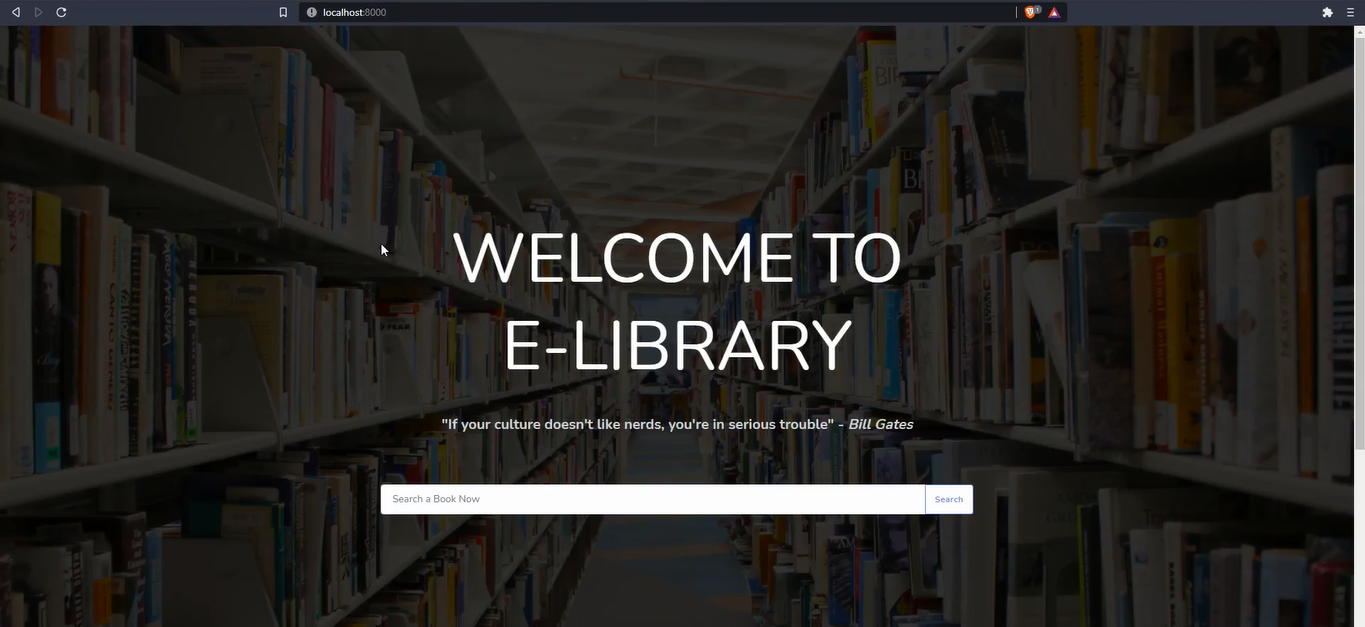 localhost:8000
1
WELCOME TO
E-LIBRARY
"If your culture doesn't like nerds, you're in serious trouble" - Bill Gates
Search a Book Now
Search